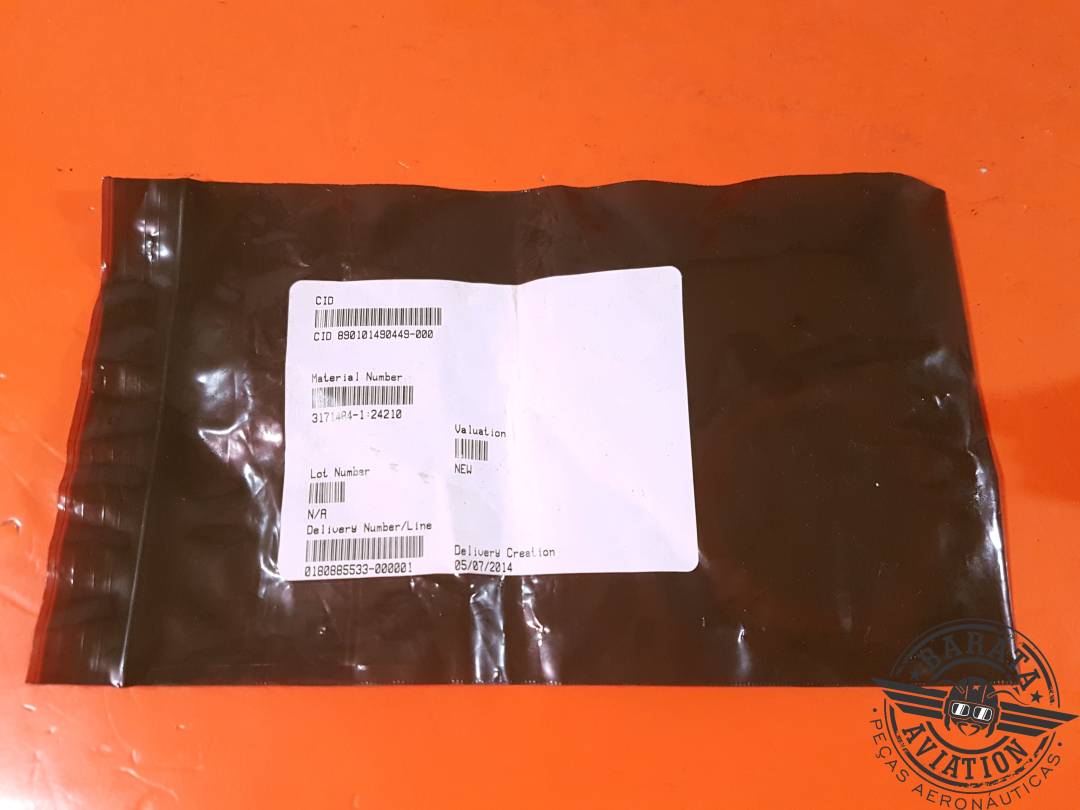 CID
CID 890101490449-000
Material Number
3171484-1:24210
Valuation
NEW
Lot Number
N/A
Delivery Number/Line
0180885533-000001
Delivery Creation
05/07/2014
BARATA
AVIATION
PEÇAS AERONÁUTICAS